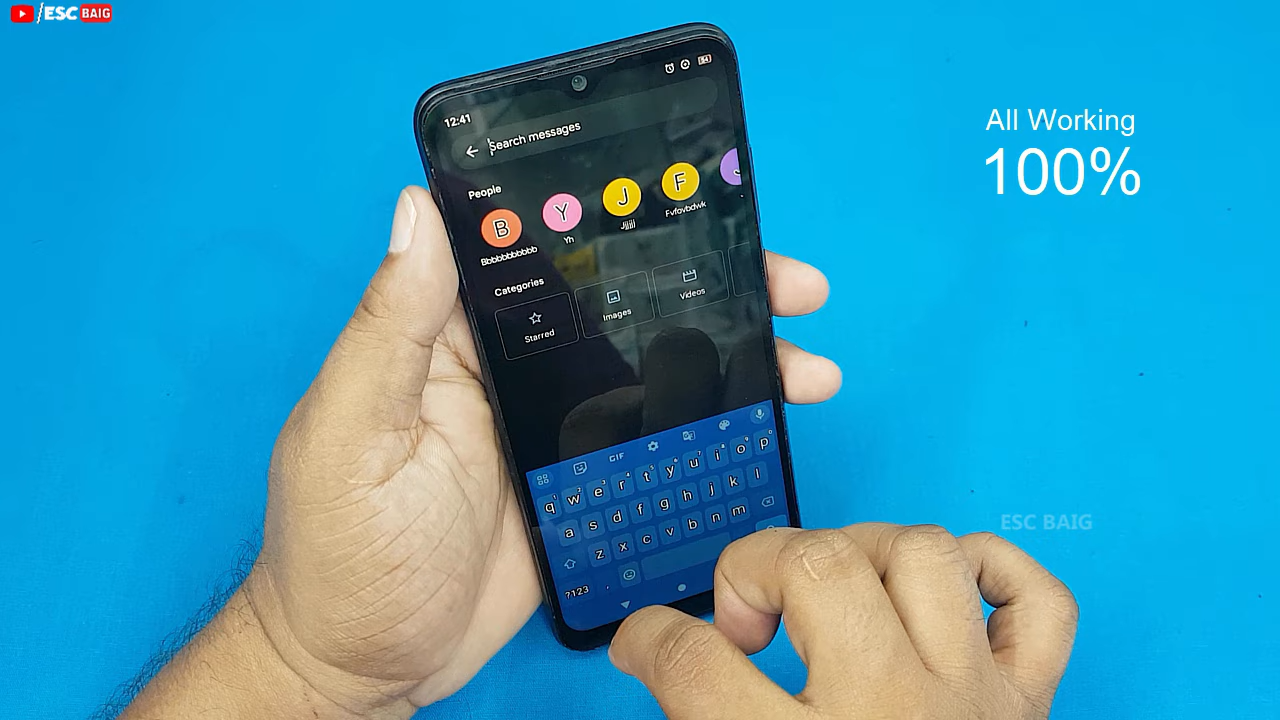 /ESC BAIG
All Working
100%
12:41
Search messages
People
B
Y
J
F
Bbbbbbbbbbb
Yh
Jjjjjl
Fvfovbdwk
Categories
Starred
Images
Videos
GIF
q w e r t y u i o p
a s d f g h j k l
z x c v b n m
?123
ESC BAIG